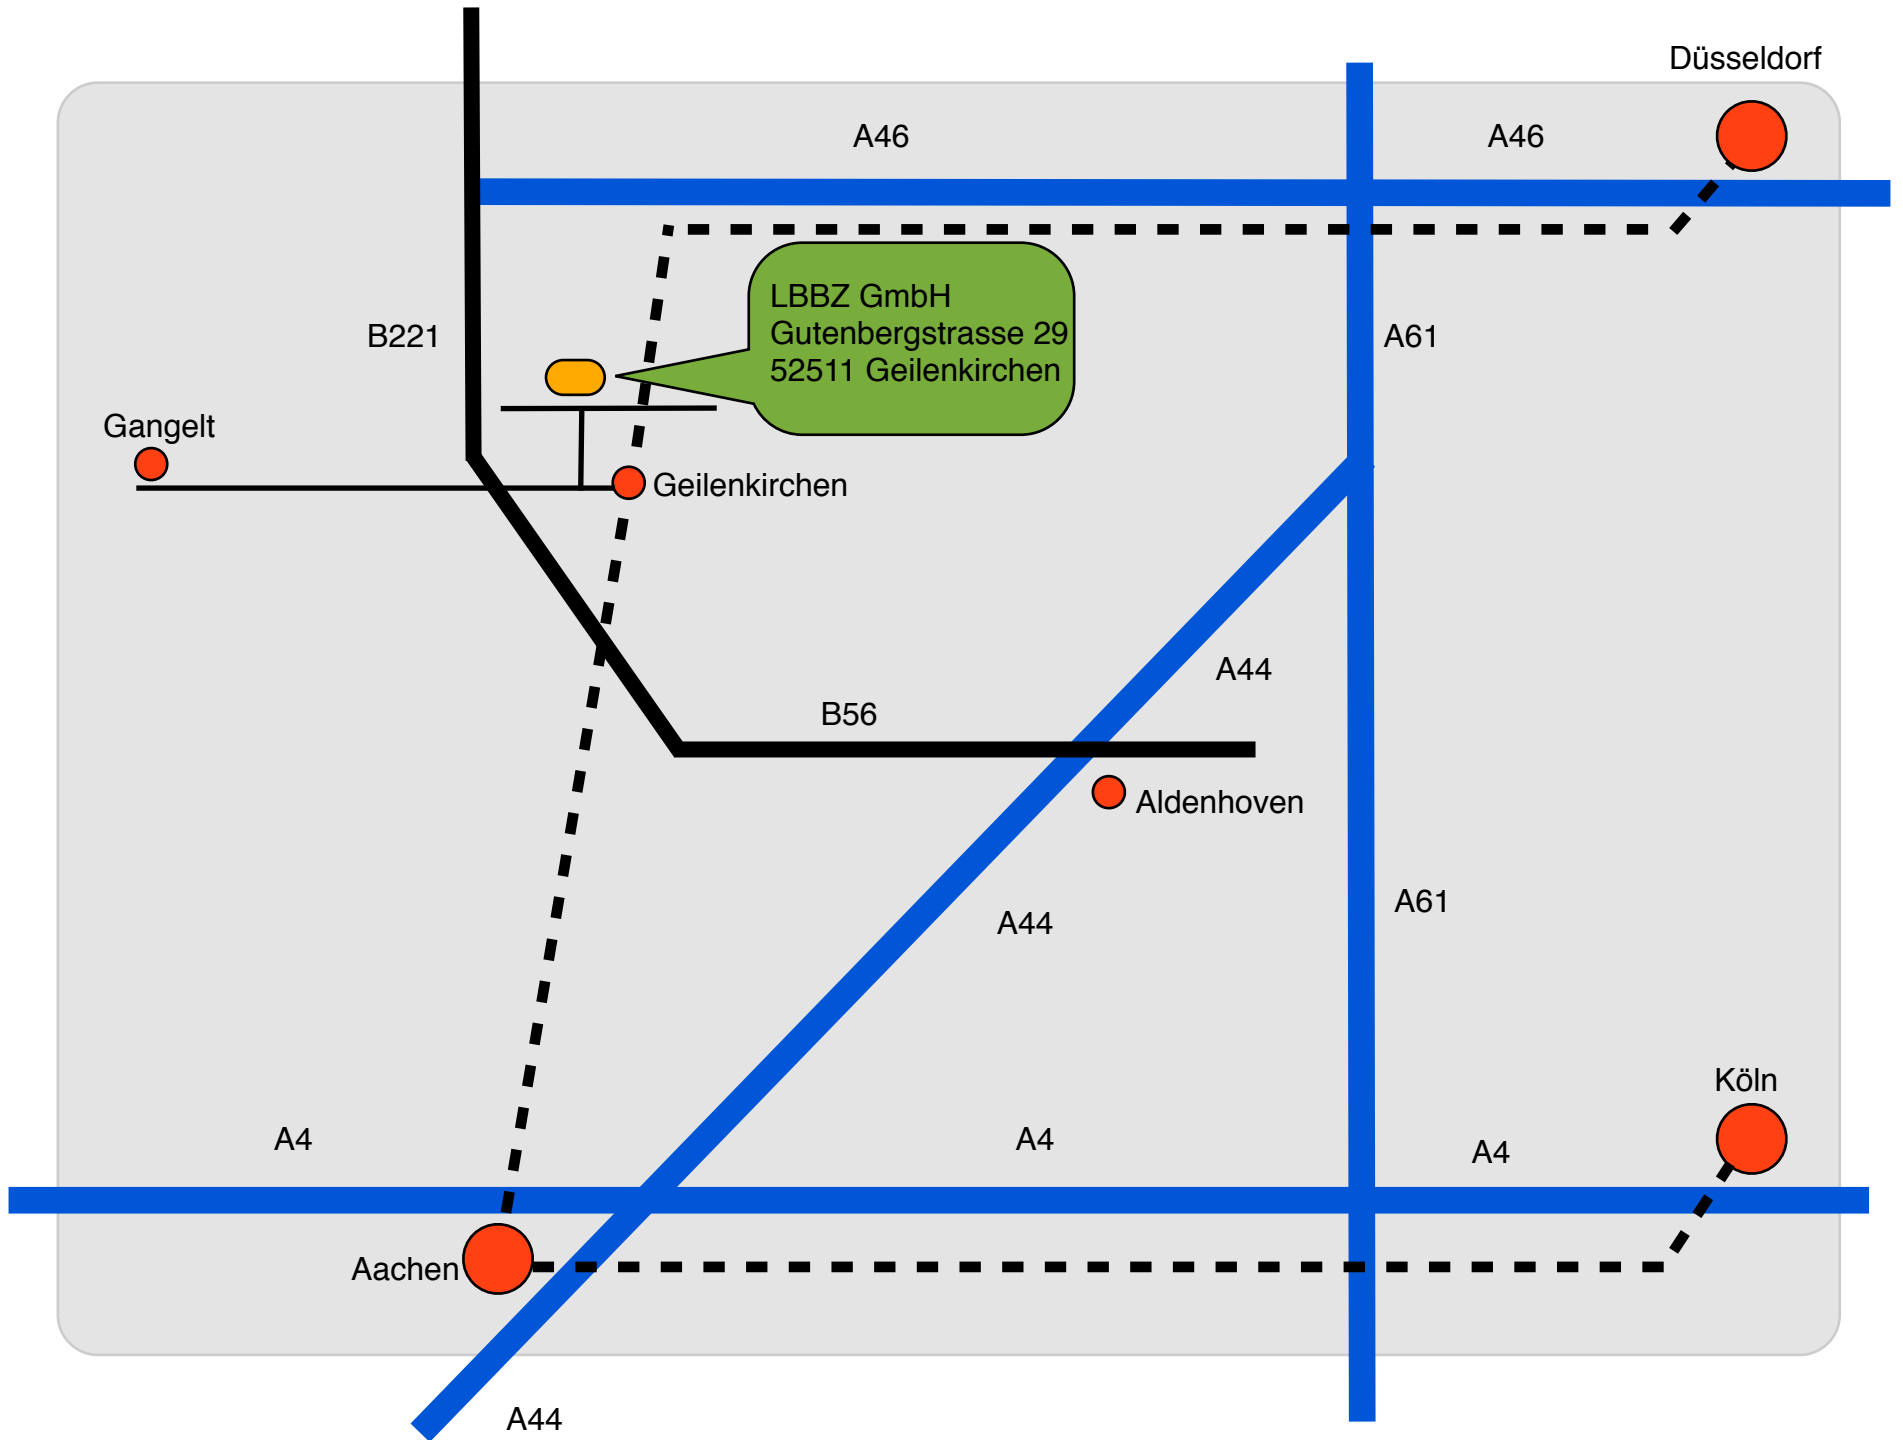 Düsseldorf
A46
A46
LBBZ GmbH
Gutenbergstrasse 29
52511 Geilenkirchen
B221
A61
Gangelt
Geilenkirchen
A44
B56
Aldenhoven
A61
A44
Köln
A4
A4
A4
Aachen
A44